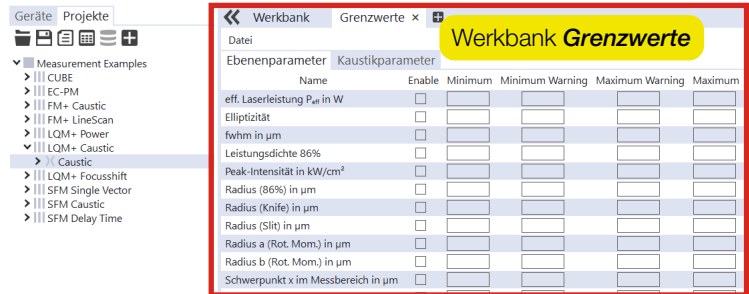 Geräte Projekte
Measurement Examples
CUBE
EC-PM
FM+ Caustic
FM+ LineScan
LQM+ Power
LQM+ Caustic
Caustic
LQM+ Focusshift
SFM Single Vector
SFM Caustic
SFM Delay Time
Werkbank Grenzwerte ×
Werkbank Grenzwerte
Datei
Ebenenparameter Kaustikparameter
Name Enable Minimum Minimum Warning Maximum Warning Maximum
eff. Laserleistung Peff in W
Elliptizität
fwhm in µm
Leistungsdichte 86%
Peak-Intensität in kW/cm²
Radius (86%) in µm
Radius (Knife) in µm
Radius (Slit) in µm
Radius a (Rot. Mom.) in µm
Radius b (Rot. Mom.) in µm
Schwerpunkt x im Messbereich in µm